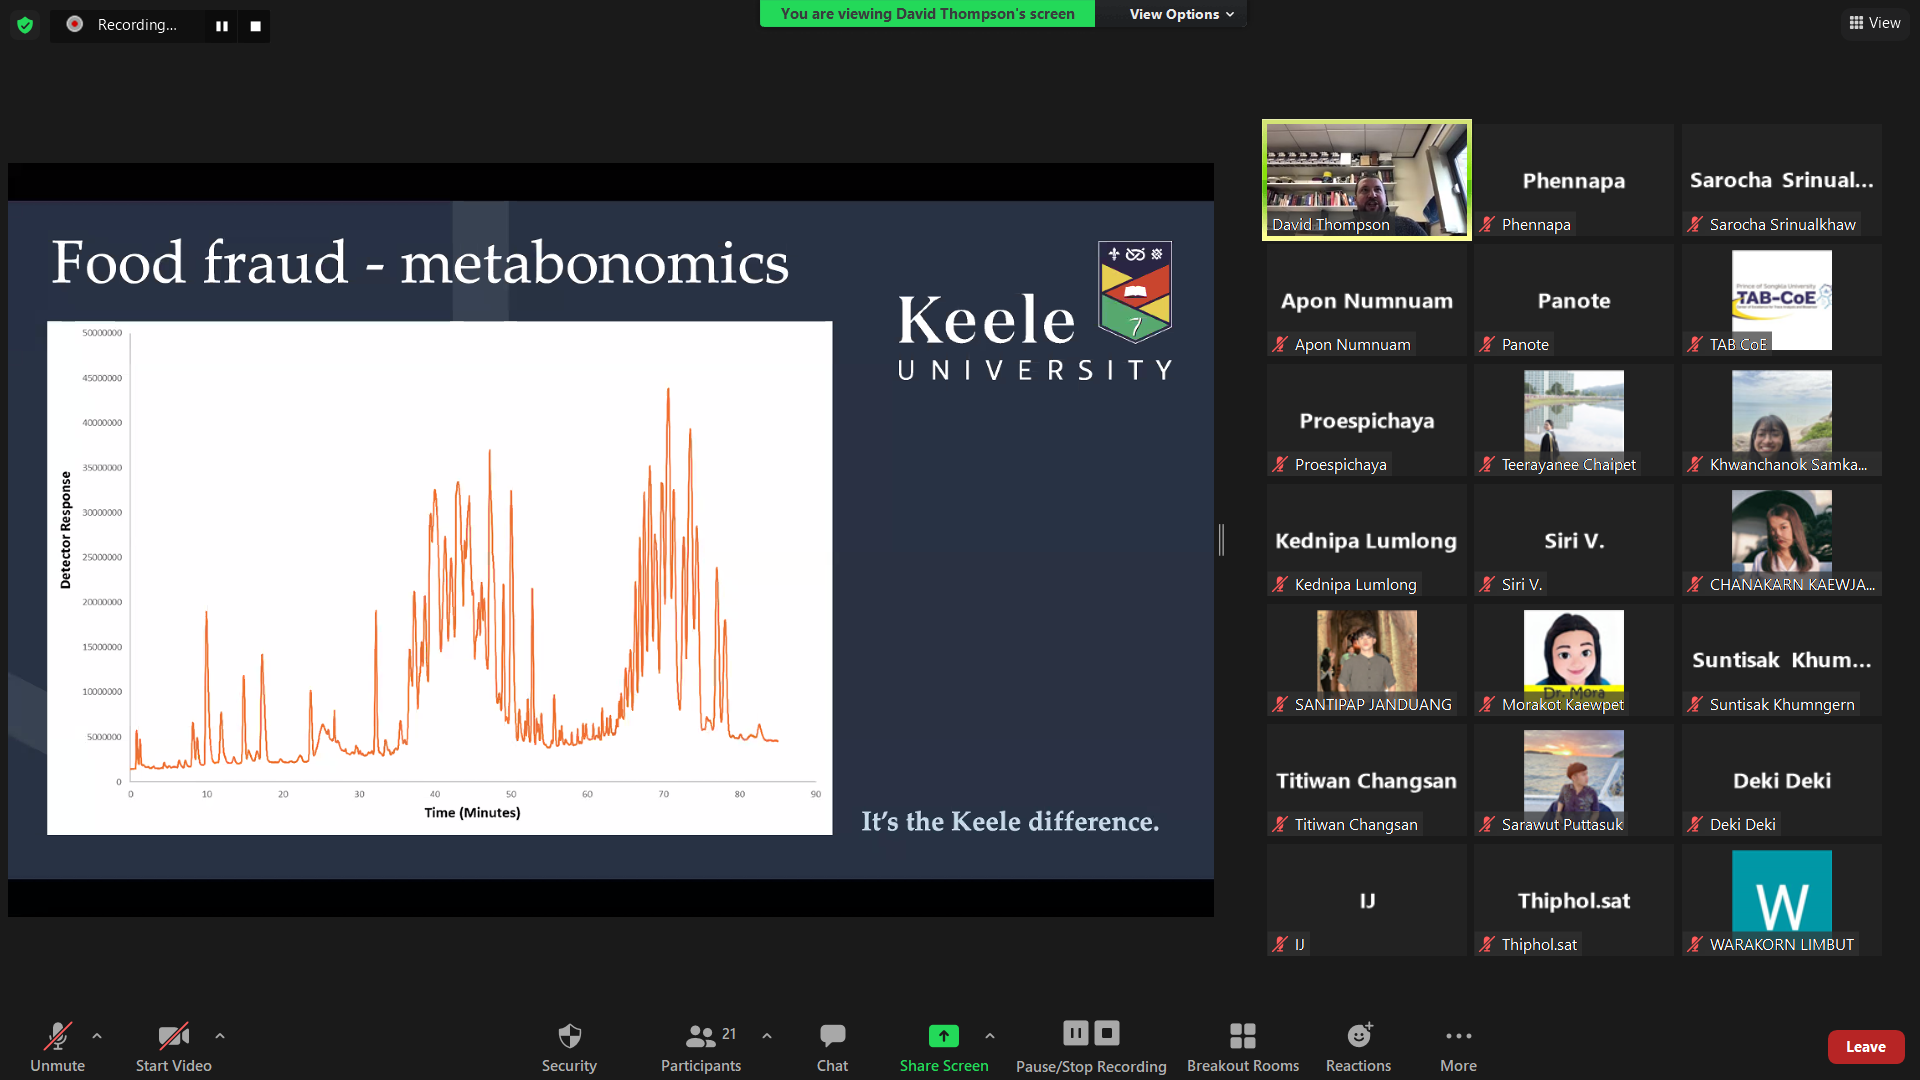 Recording...
You are viewing David Thompson's screen
View Options
View
Food fraud - metabonomics
Keele
UNIVERSITY
50000000
45000000
40000000
35000000
30000000
25000000
20000000
15000000
10000000
5000000
0
Detector Response
0 10 20 30 40 50 60 70 80 90
Time (Minutes)
It's the Keele difference.
David Thompson
Phennapa
Phennapa
Sarocha Srinual...
Sarocha Srinualkhaw
Apon Numnuam
Apon Numnuam
Panote
Panote
Prince of Songkla University
TAB-CoE
TAB CoE
Proespichaya
Proespichaya
Teerayanee Chaipet
Khwanchanok Samka...
Kednipa Lumlong
Kednipa Lumlong
Siri V.
Siri V.
CHANAKARN KAEWJA...
SANTIPAP JANDUANG
Dr. Mora
Morakot Kaewpet
Suntisak Khum...
Suntisak Khumngern
Titiwan Changsan
Titiwan Changsan
Sarawut Puttasuk
Deki Deki
Deki Deki
IJ
IJ
Thiphol.sat
Thiphol.sat
W
WARAKORN LIMBUT
Unmute
Start Video
Security
21
Participants
Chat
Share Screen
Pause/Stop Recording
Breakout Rooms
Reactions
More
Leave